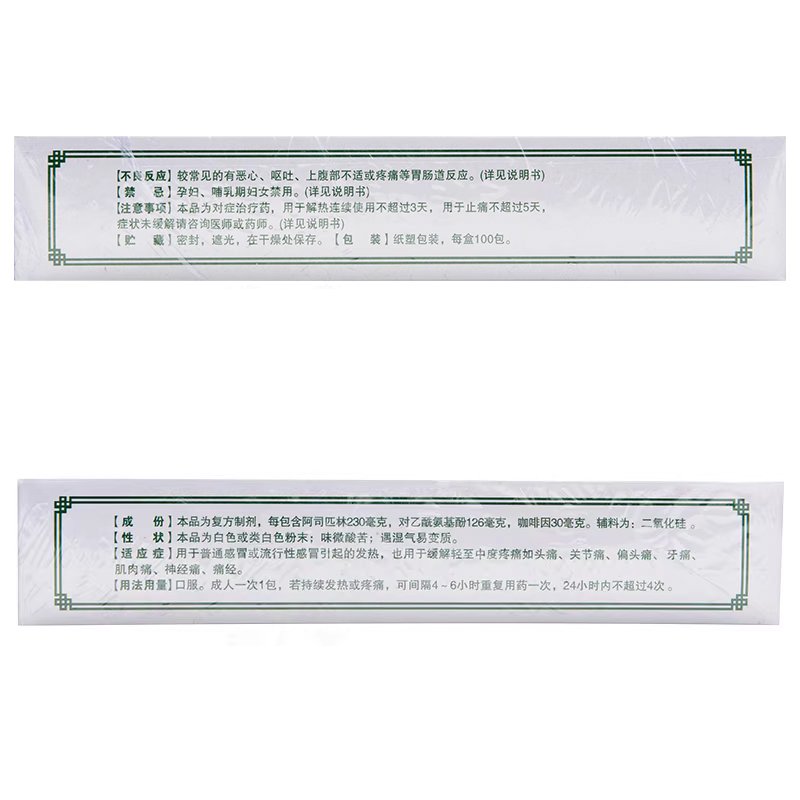 【不良反应】较常见的有恶心、呕吐、上腹部不适或疼痛等胃肠道反应。(详见说明书)
【禁　忌】孕妇、哺乳期妇女禁用。(详见说明书)
【注意事项】本品为对症治疗药，用于解热连续使用不超过3天，用于止痛不超过5天，
症状未缓解请咨询医师或药师。(详见说明书)
【贮　藏】密封，遮光，在干燥处保存。【包　装】纸塑包装，每盒100包。
【成　份】本品为复方制剂，每包含阿司匹林230毫克，对乙酰氨基酚126毫克，咖啡因30毫克。辅料为：二氧化硅。
【性　状】本品为白色或类白色粉末；味微酸苦；遇湿气易变质。
【适应症】用于普通感冒或流行性感冒引起的发热，也用于缓解轻至中度疼痛如头痛、关节痛、偏头痛、牙痛、
肌肉痛、神经痛、痛经。
【用法用量】口服。成人一次1包，若持续发热或疼痛，可间隔4～6小时重复用药一次，24小时内不超过4次。